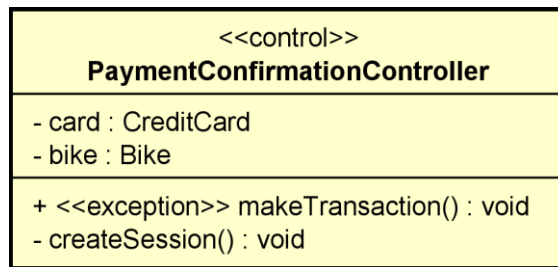 <<control>>
PaymentConfirmationController
- card : CreditCard
- bike : Bike
+ <<exception>> makeTransaction() : void
- createSession() : void